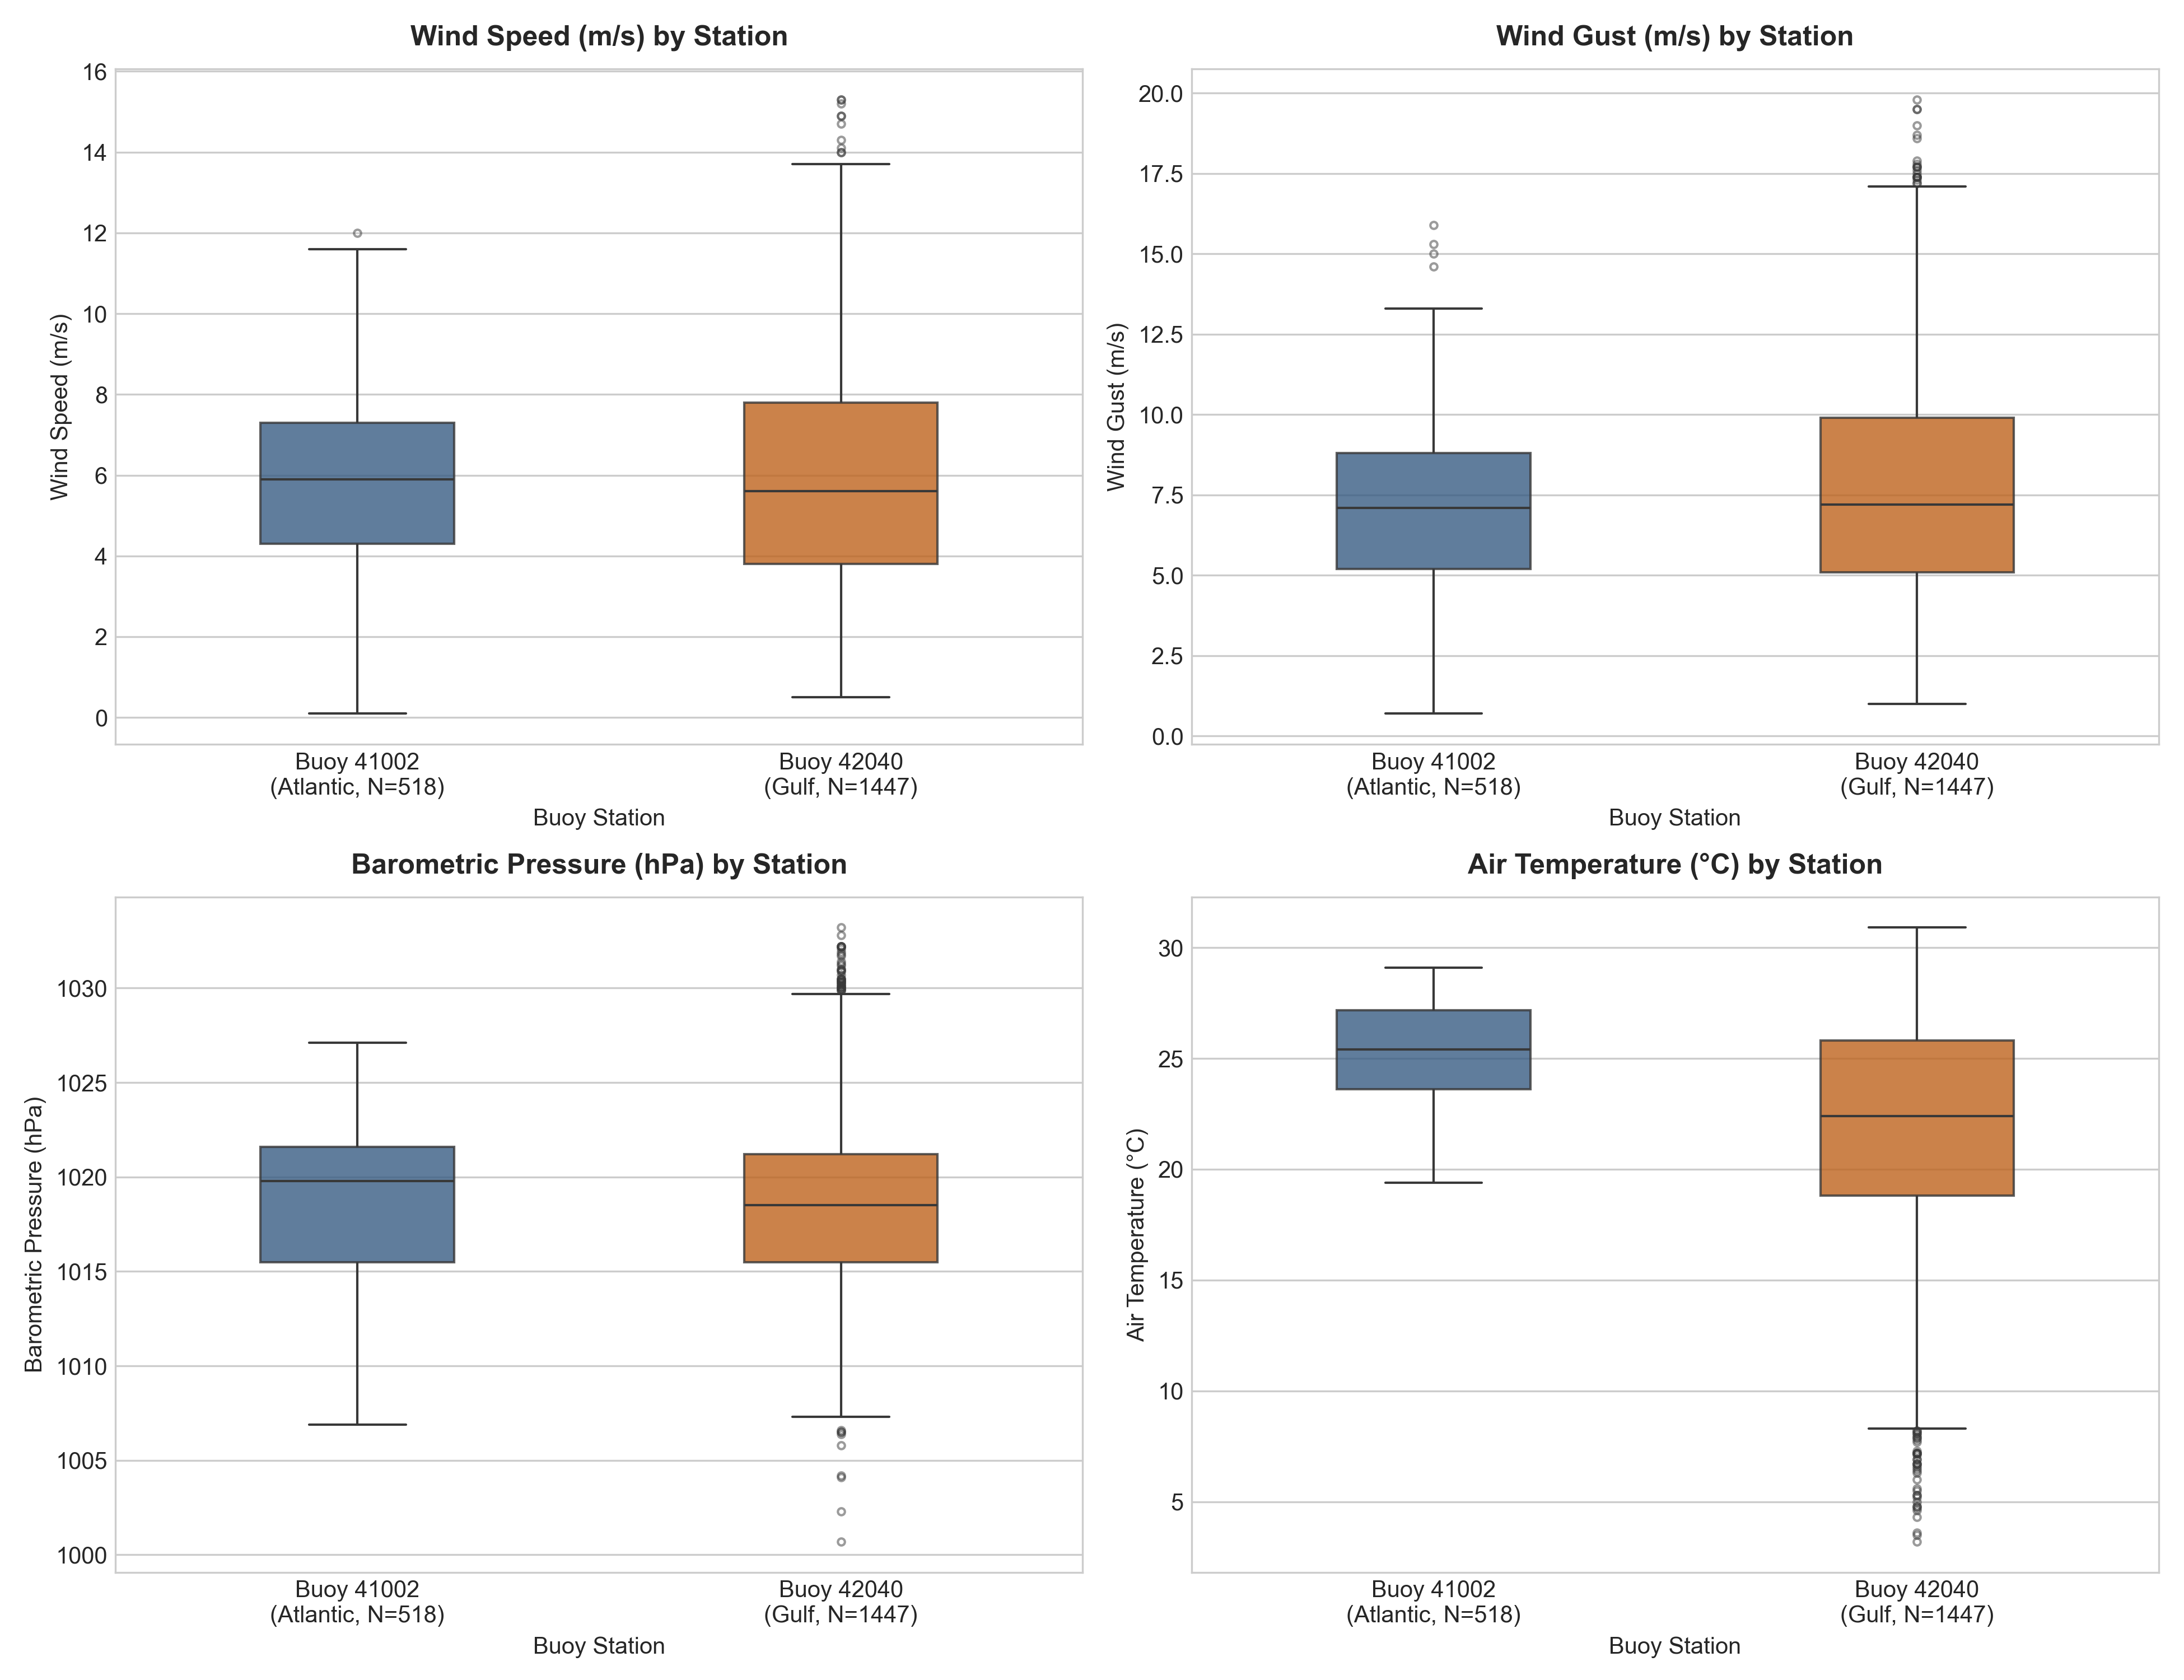 Wind Speed (m/s) by Station
16
14
12
10
8
6
4
2
0
Wind Speed (m/s)
Buoy 41002
(Atlantic, N=518)
Buoy 42040
(Gulf, N=1447)
Buoy Station
Wind Gust (m/s) by Station
20.0
17.5
15.0
12.5
10.0
7.5
5.0
2.5
0.0
Wind Gust (m/s)
Buoy 41002
(Atlantic, N=518)
Buoy 42040
(Gulf, N=1447)
Buoy Station
Barometric Pressure (hPa) by Station
1030
1025
1020
1015
1010
1005
1000
Barometric Pressure (hPa)
Buoy 41002
(Atlantic, N=518)
Buoy 42040
(Gulf, N=1447)
Buoy Station
Air Temperature (°C) by Station
30
25
20
15
10
5
Air Temperature (°C)
Buoy 41002
(Atlantic, N=518)
Buoy 42040
(Gulf, N=1447)
Buoy Station